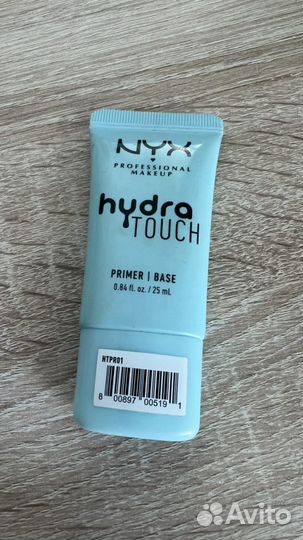 NYX
PROFESSIONAL
MAKEUP
hydra
TOUCH
PRIMER | BASE
0.84 fl. oz. / 25 mL
HTPR01
8 00897 00519 1
Avito